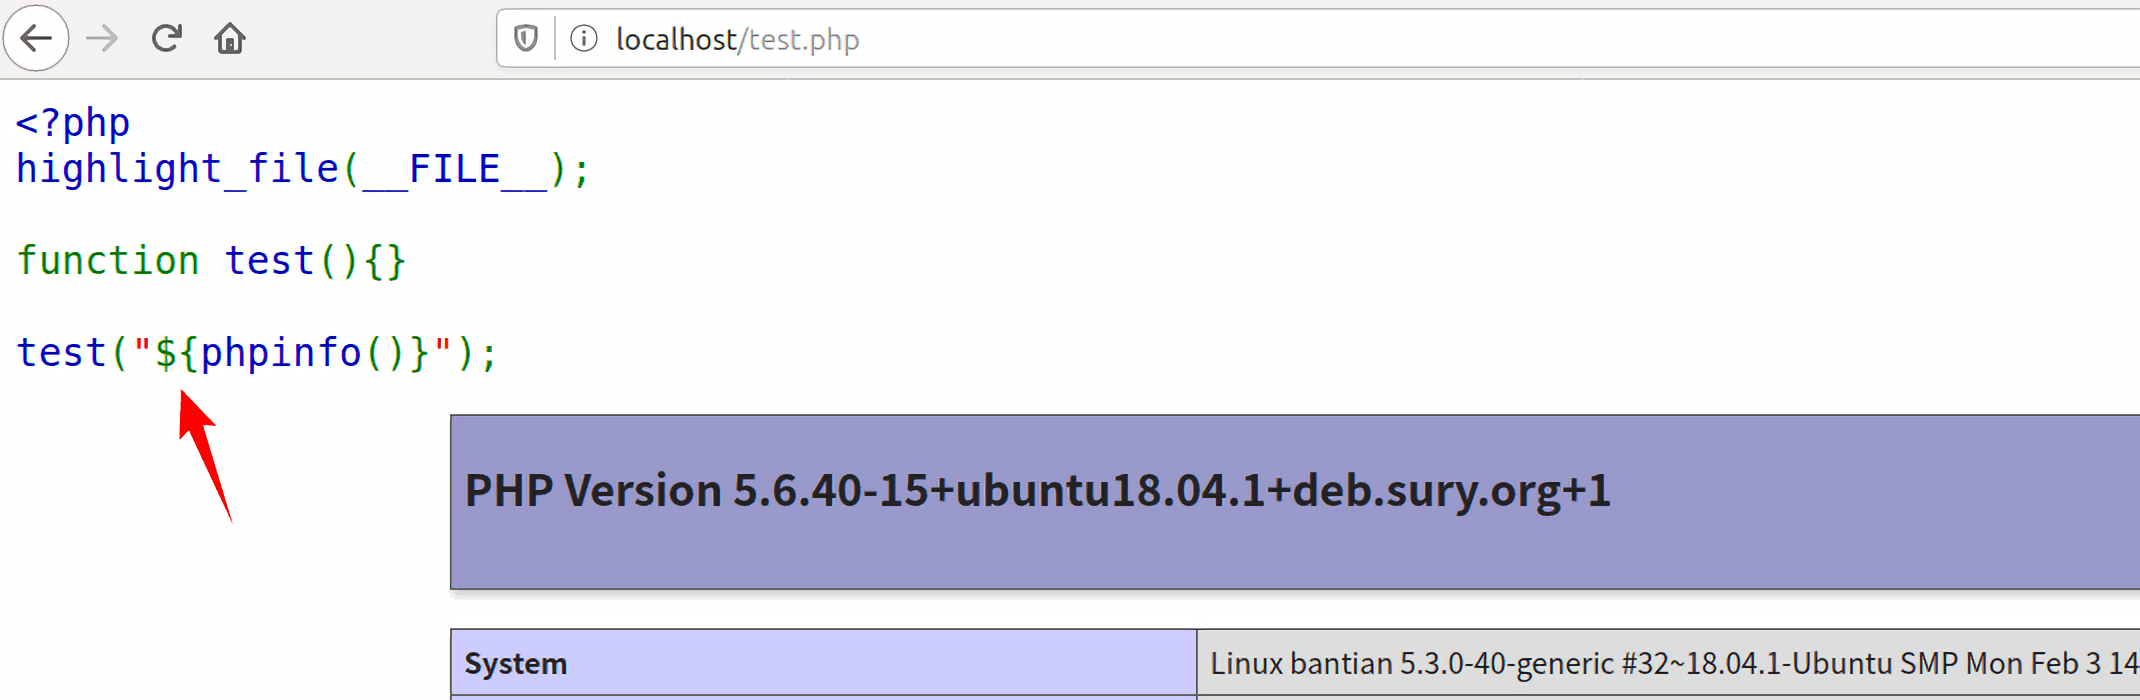 localhost/test.php
<?php
highlight_file(__FILE__);
function test(){}
test("${phpinfo()}");
PHP Version 5.6.40-15+ubuntu18.04.1+deb.sury.org+1
System Linux bantian 5.3.0-40-generic #32~18.04.1-Ubuntu SMP Mon Feb 3 14